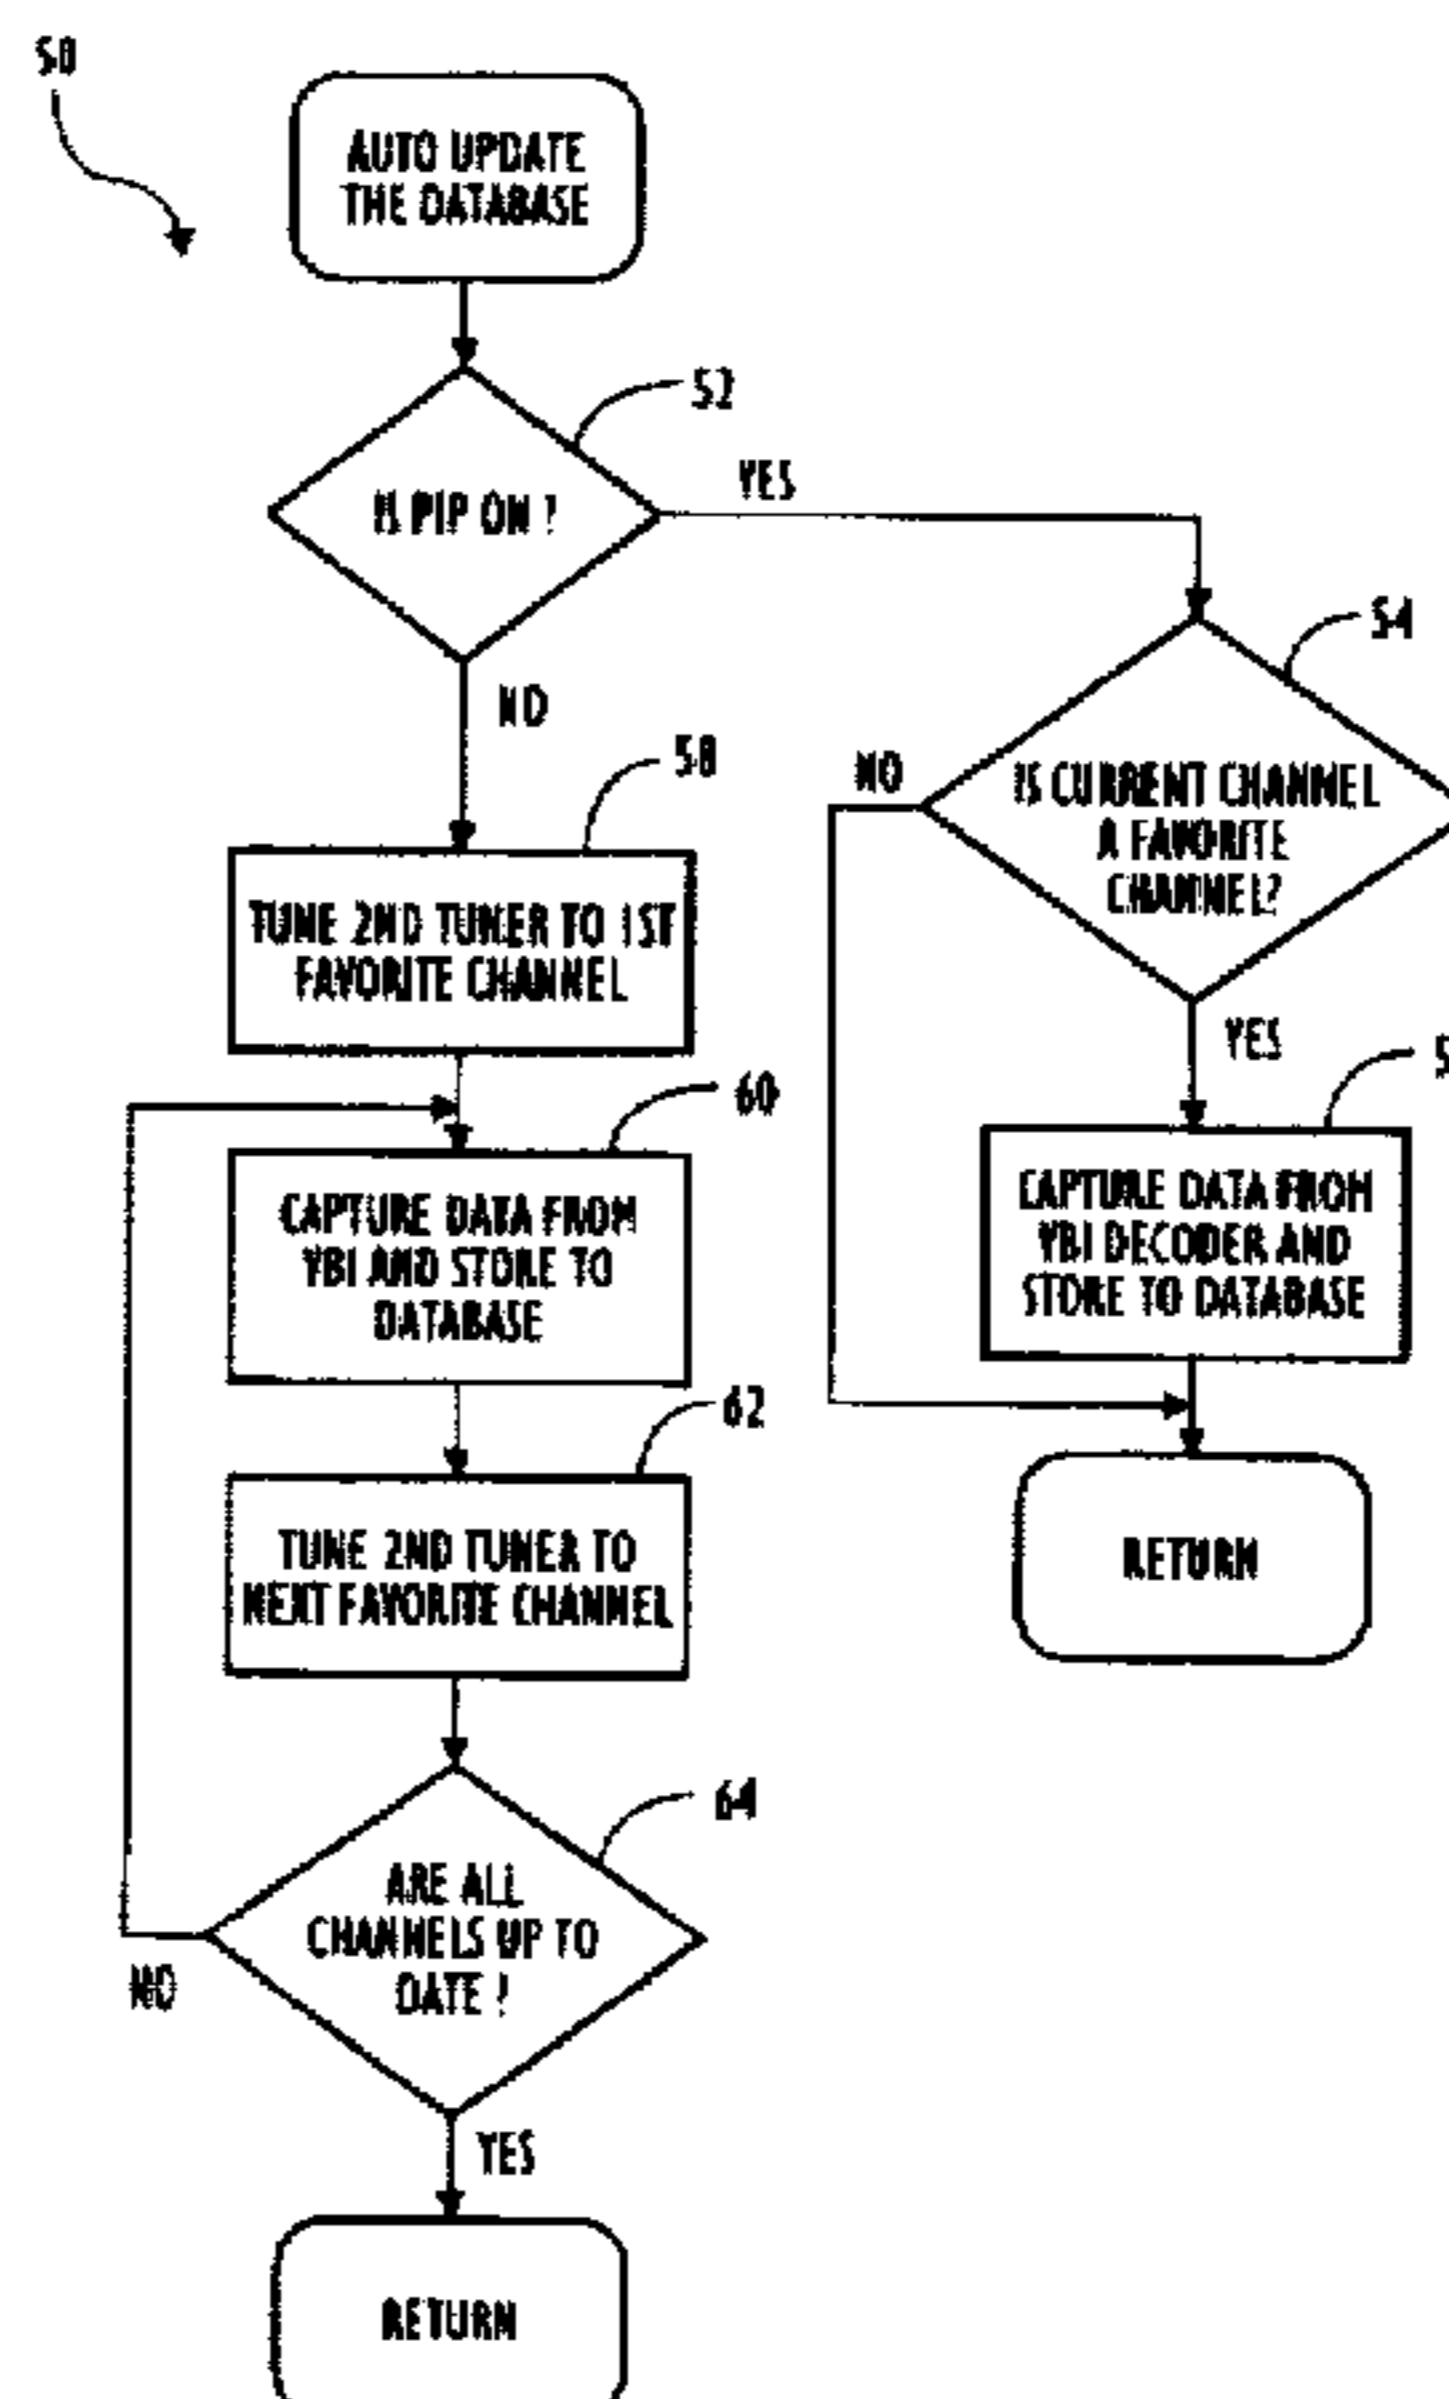 50
AUTO UPDATE
THE DATABASE
52
IS PIP ON ?
YES
NO
54
IS CURRENT CHANNEL
A FAVORITE
CHANNEL?
NO
YES
58
TUNE 2ND TUNER TO 1ST
FAVORITE CHANNEL
60
CAPTURE DATA FROM
VBI AND STORE TO
DATABASE
5
CAPTURE DATA FROM
VBI DECODER AND
STORE TO DATABASE
62
TUNE 2ND TUNER TO
NEXT FAVORITE CHANNEL
RETURN
64
ARE ALL
CHANNELS UP TO
DATE ?
NO
YES
RETURN